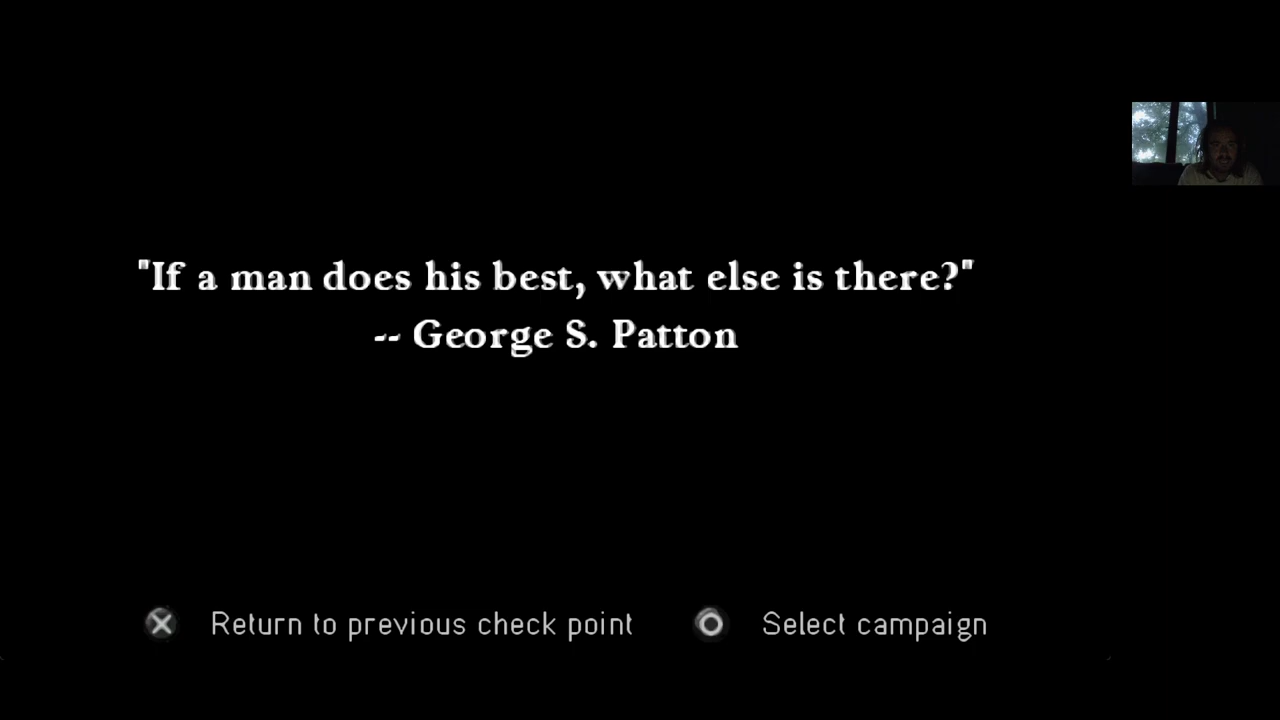 "If a man does his best, what else is there?"
-- George S. Patton
Return to previous check point Select campaign